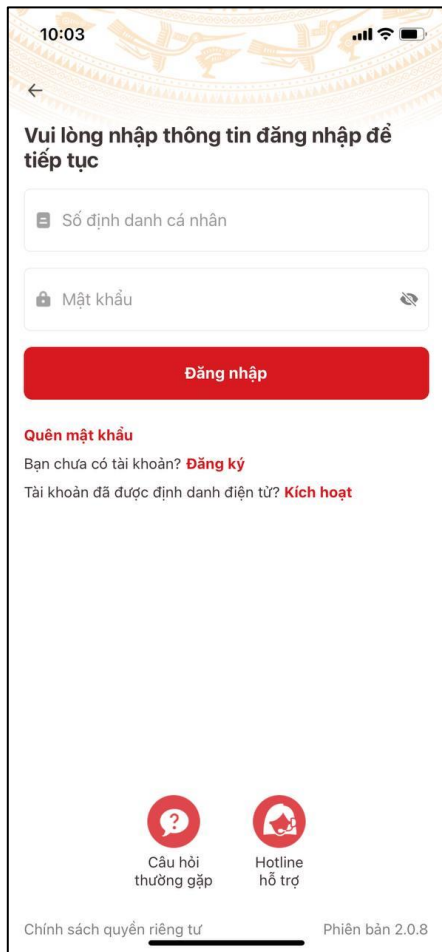 10:03
Vui lòng nhập thông tin đăng nhập để
tiếp tục
Số định danh cá nhân
Mật khẩu
Đăng nhập
Quên mật khẩu
Bạn chưa có tài khoản? Đăng ký
Tài khoản đã được định danh điện tử? Kích hoạt
?
Câu hỏi
thường gặp
Hotline
hỗ trợ
Chính sách quyền riêng tư
Phiên bản 2.0.8